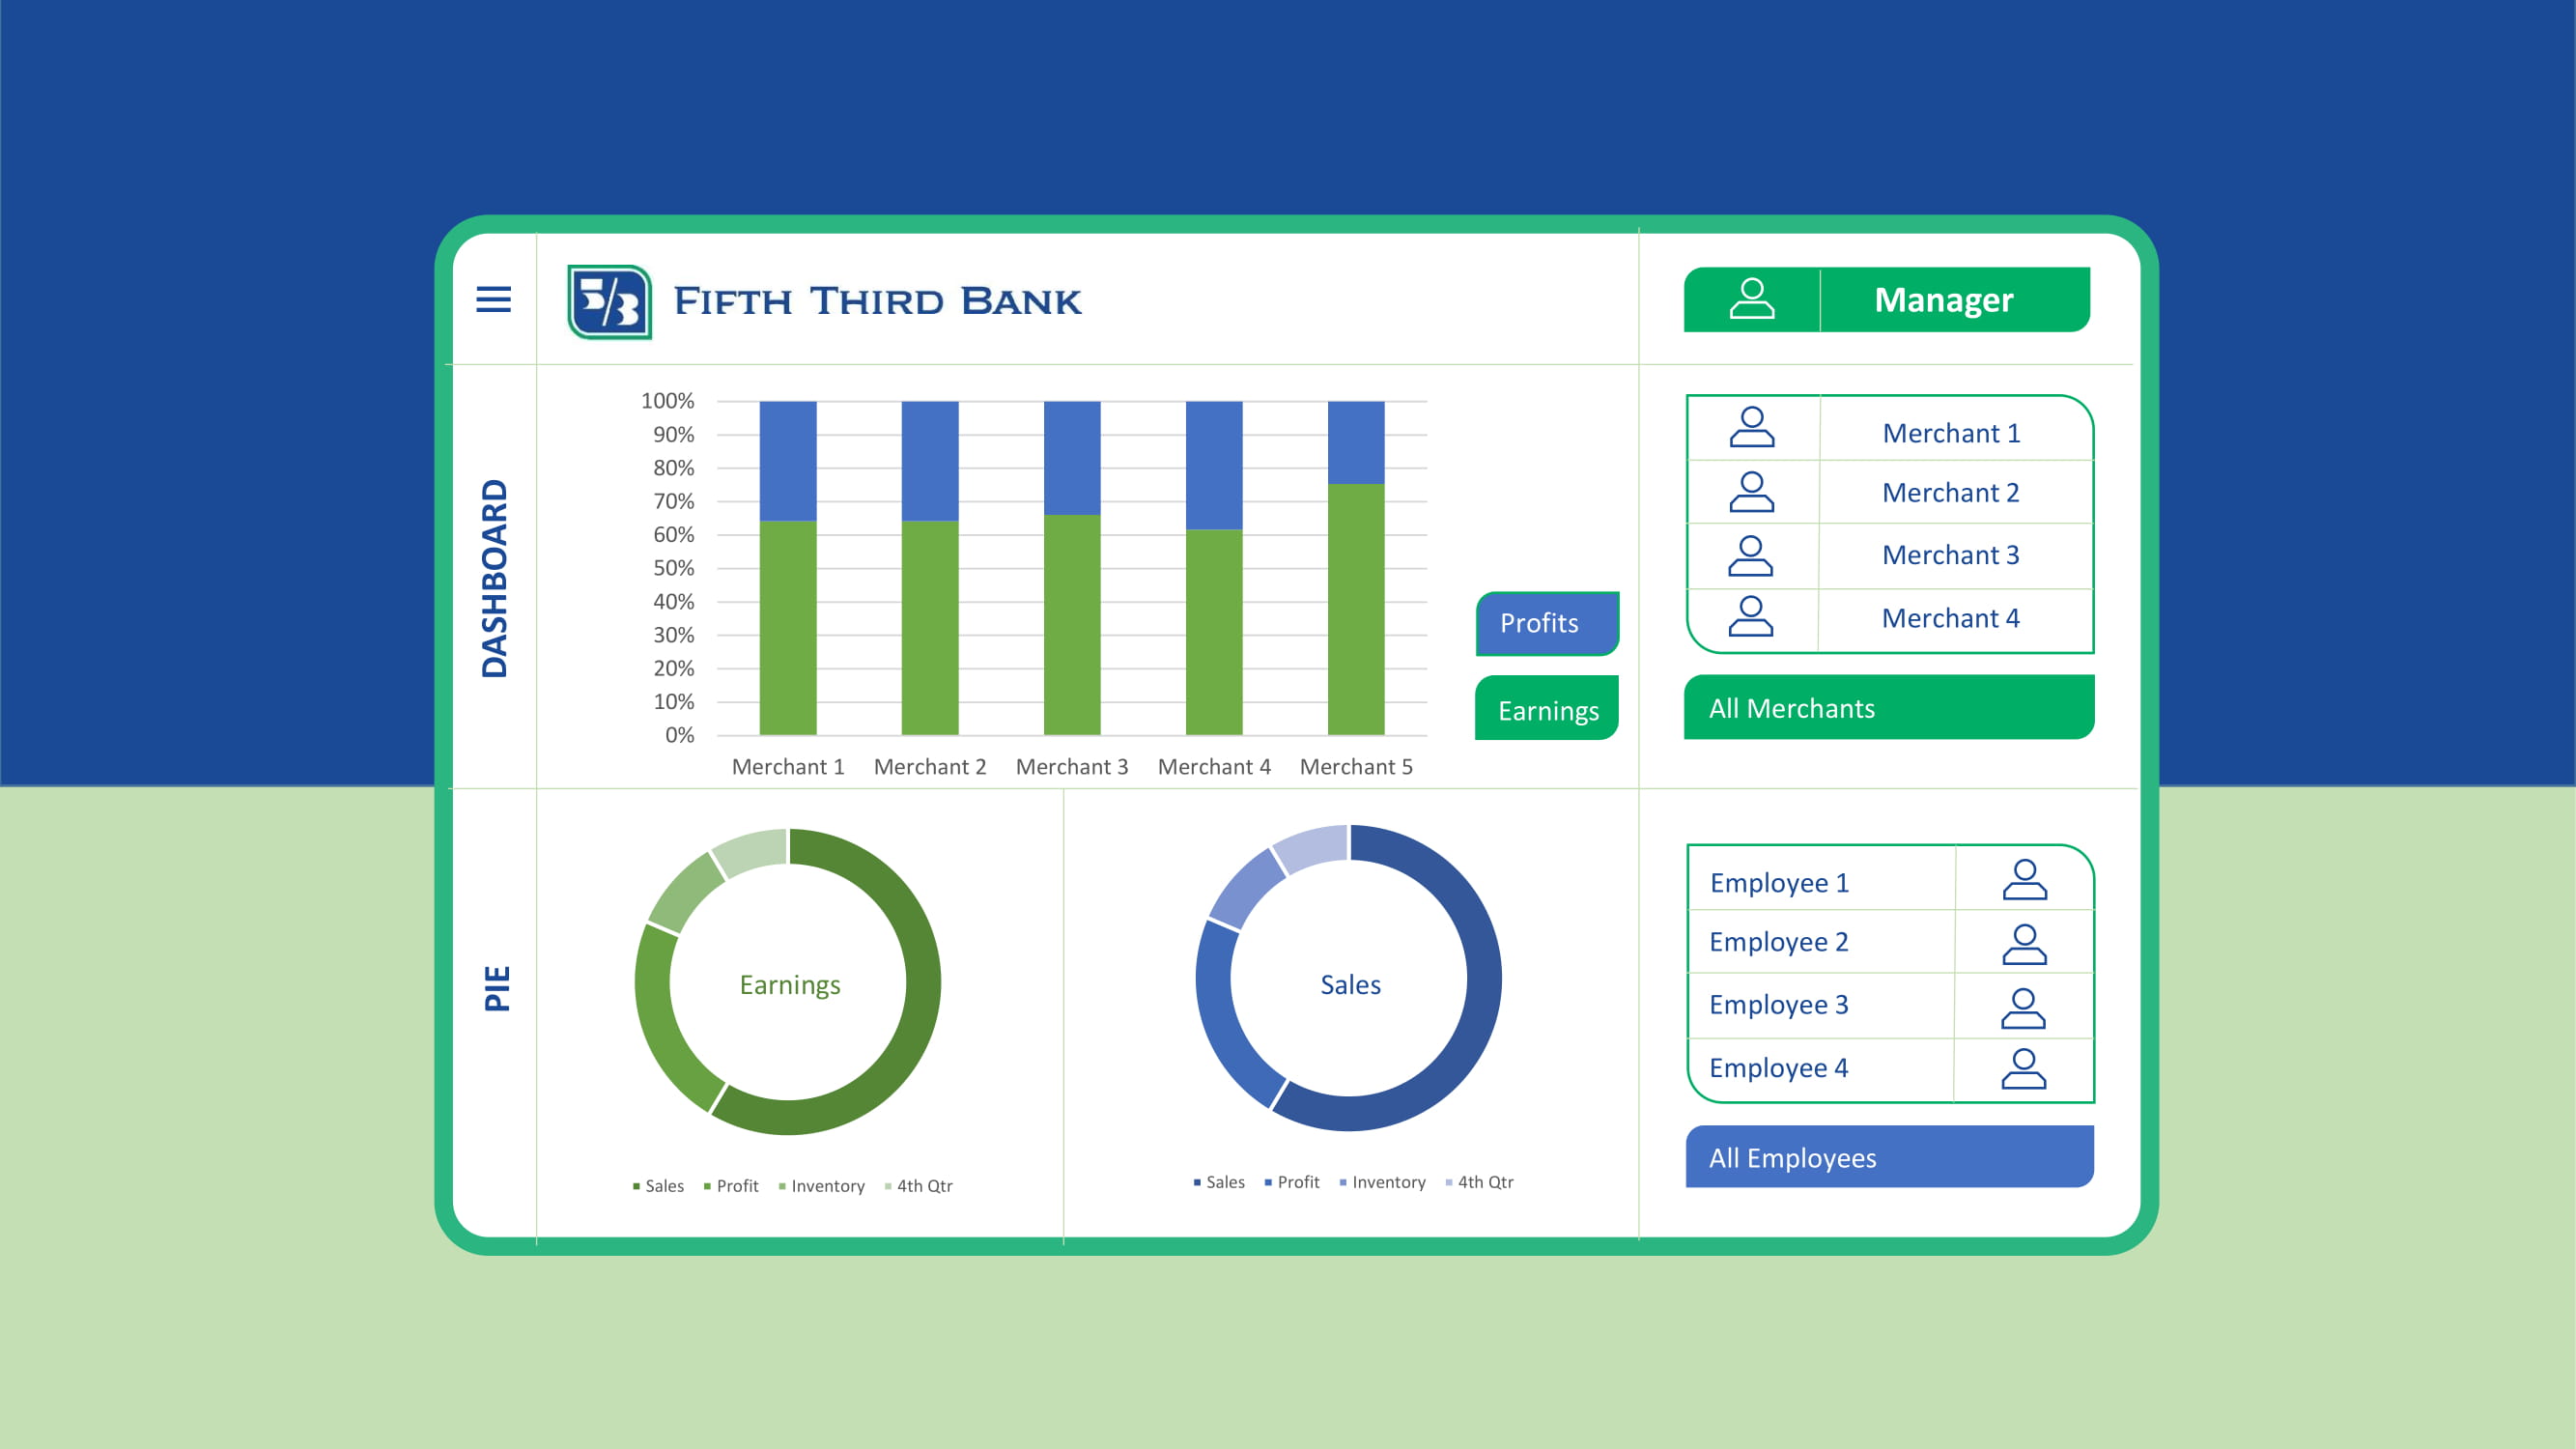 5/3 FIFTH THIRD BANK
Manager
DASHBOARD
100%
90%
80%
70%
60%
50%
40%
30%
20%
10%
0%
Merchant 1 Merchant 2 Merchant 3 Merchant 4 Merchant 5
Profits
Earnings
Merchant 1
Merchant 2
Merchant 3
Merchant 4
All Merchants
PIE
Earnings
Sales Profit Inventory 4th Qtr
Sales
Sales Profit Inventory 4th Qtr
Employee 1
Employee 2
Employee 3
Employee 4
All Employees